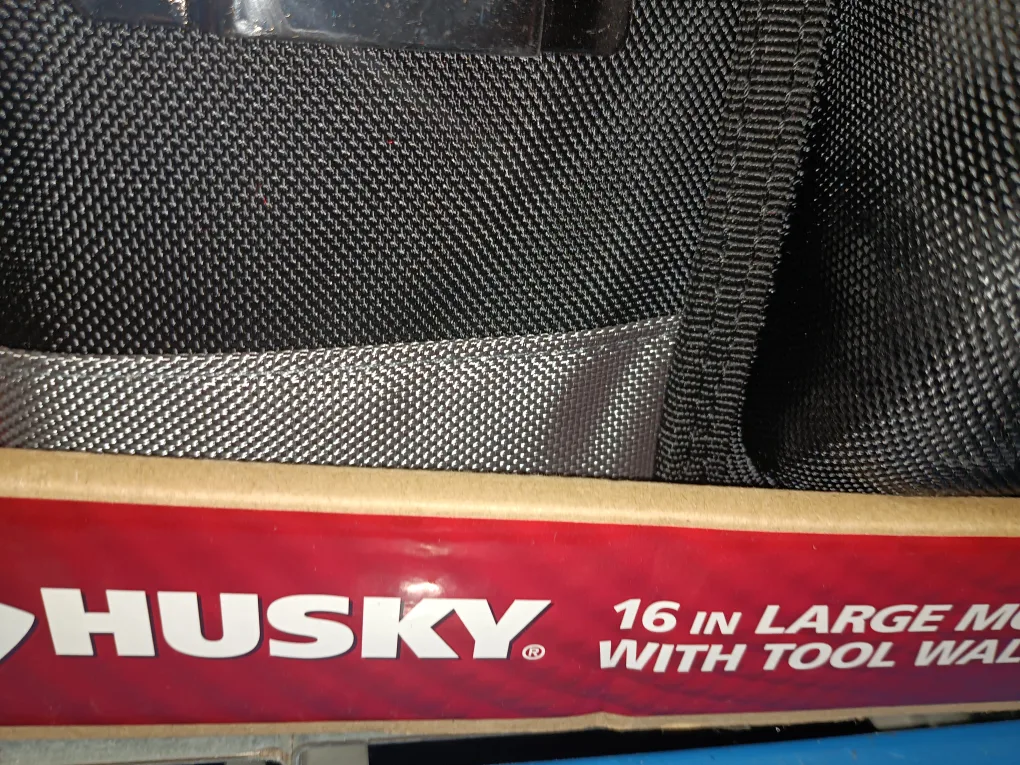 HUSKY®
16 IN LARGE
WITH TOOL